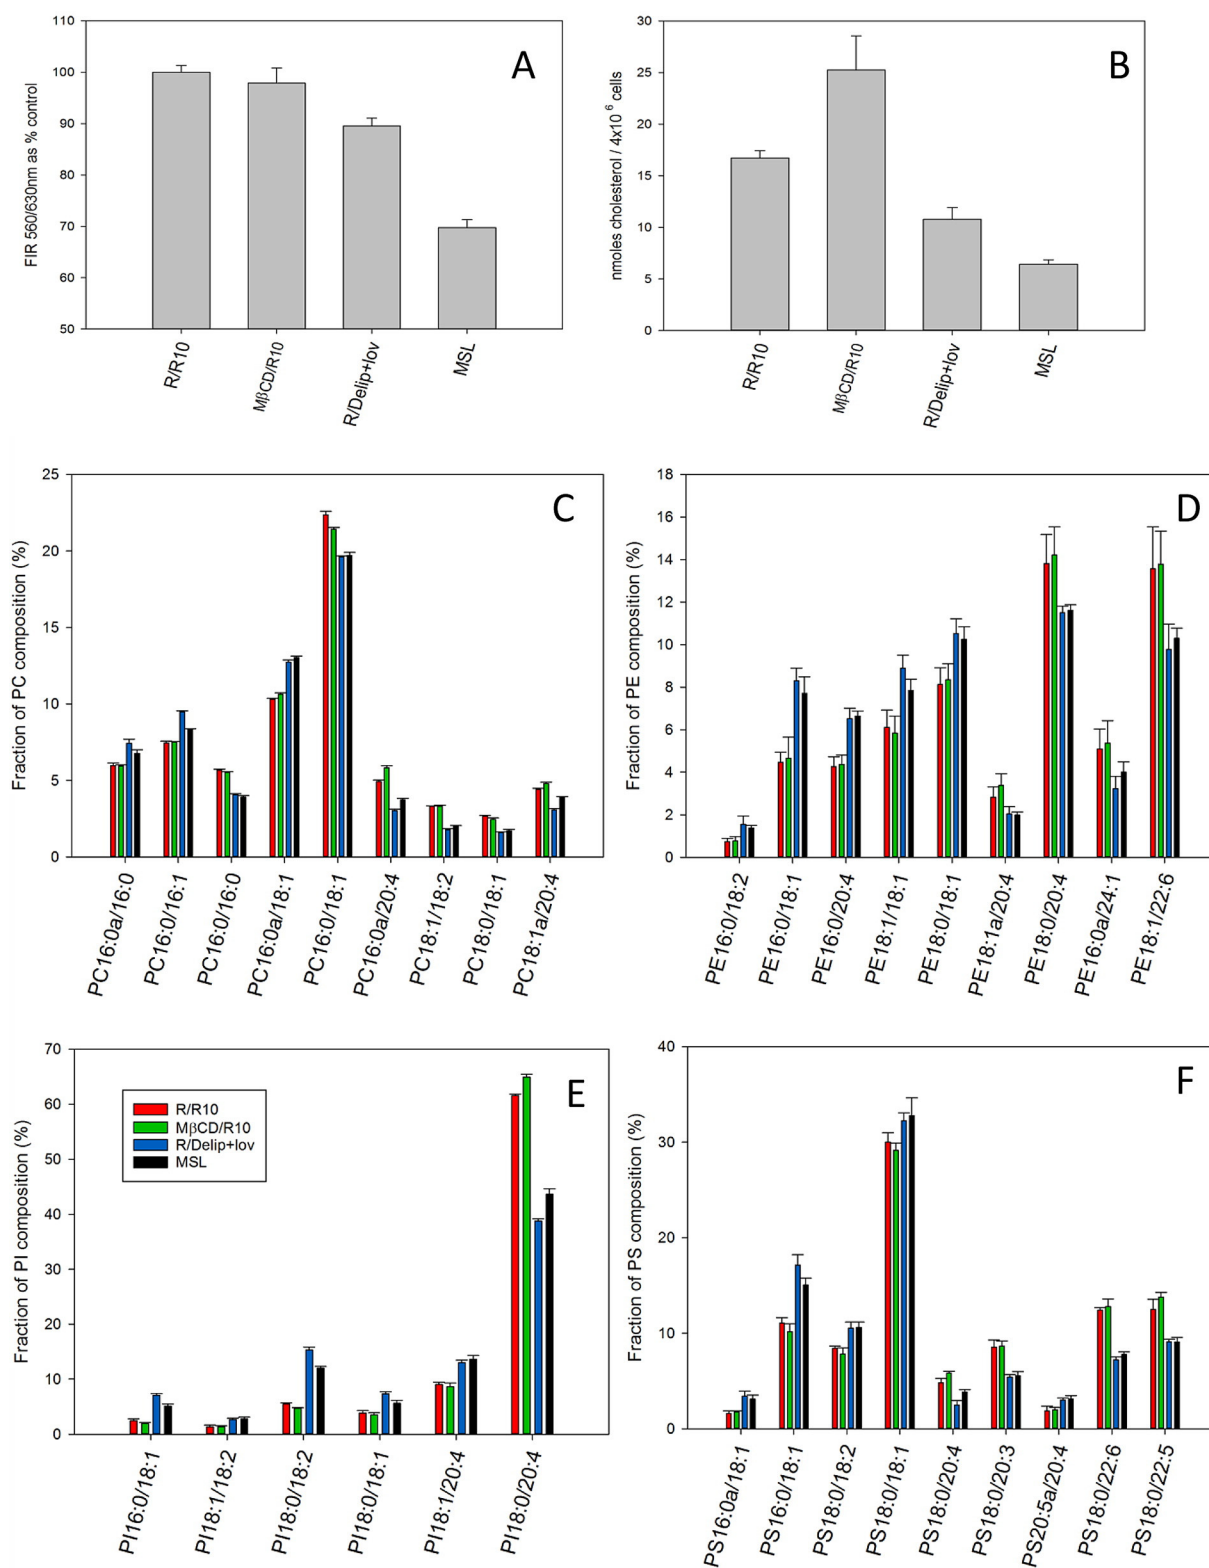 A
FIR 560/630nm as % control
110
100
90
80
70
60
50
R/R10
MβCD/R10
R/Delip+lov
MSL
B
nmoles cholesterol / 4x10⁶ cells
30
25
20
15
10
5
0
R/R10
MβCD/R10
R/Delip+lov
MSL
C
Fraction of PC composition (%)
25
20
15
10
5
0
PC16:0a/16:0
PC16:0/16:1
PC16:0/16:0
PC16:0a/18:1
PC16:0/18:1
PC16:0a/20:4
PC18:1/18:2
PC18:0/18:1
PC18:1a/20:4
D
Fraction of PE composition (%)
18
16
14
12
10
8
6
4
2
0
PE16:0/18:2
PE16:0/18:1
PE16:0/20:4
PE18:1/18:1
PE18:0/18:1
PE18:1a/20:4
PE18:0/20:4
PE16:0a/24:1
PE18:1/22:6
E
Fraction of PI composition (%)
70
60
50
40
30
20
10
0
R/R10
MβCD/R10
R/Delip+lov
MSL
PI16:0/18:1
PI18:1/18:2
PI18:0/18:2
PI18:0/18:1
PI18:1/20:4
PI18:0/20:4
F
Fraction of PS composition (%)
40
30
20
10
0
PS16:0a/18:1
PS16:0/18:1
PS18:0/18:2
PS18:0/18:1
PS18:0/20:4
PS18:0/20:3
PS20:5a/20:4
PS18:0/22:6
PS18:0/22:5